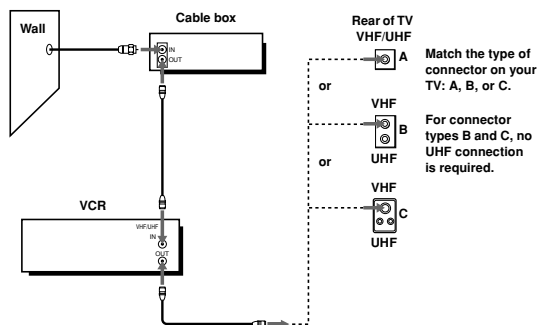 Wall
Cable box
IN
OUT
VCR
VHF/UHF
IN
OUT
Rear of TV
VHF/UHF
A
or
VHF
B
UHF
or
VHF
C
UHF
Match the type of
connector on your
TV: A, B, or C.
For connector
types B and C, no
UHF connection
is required.